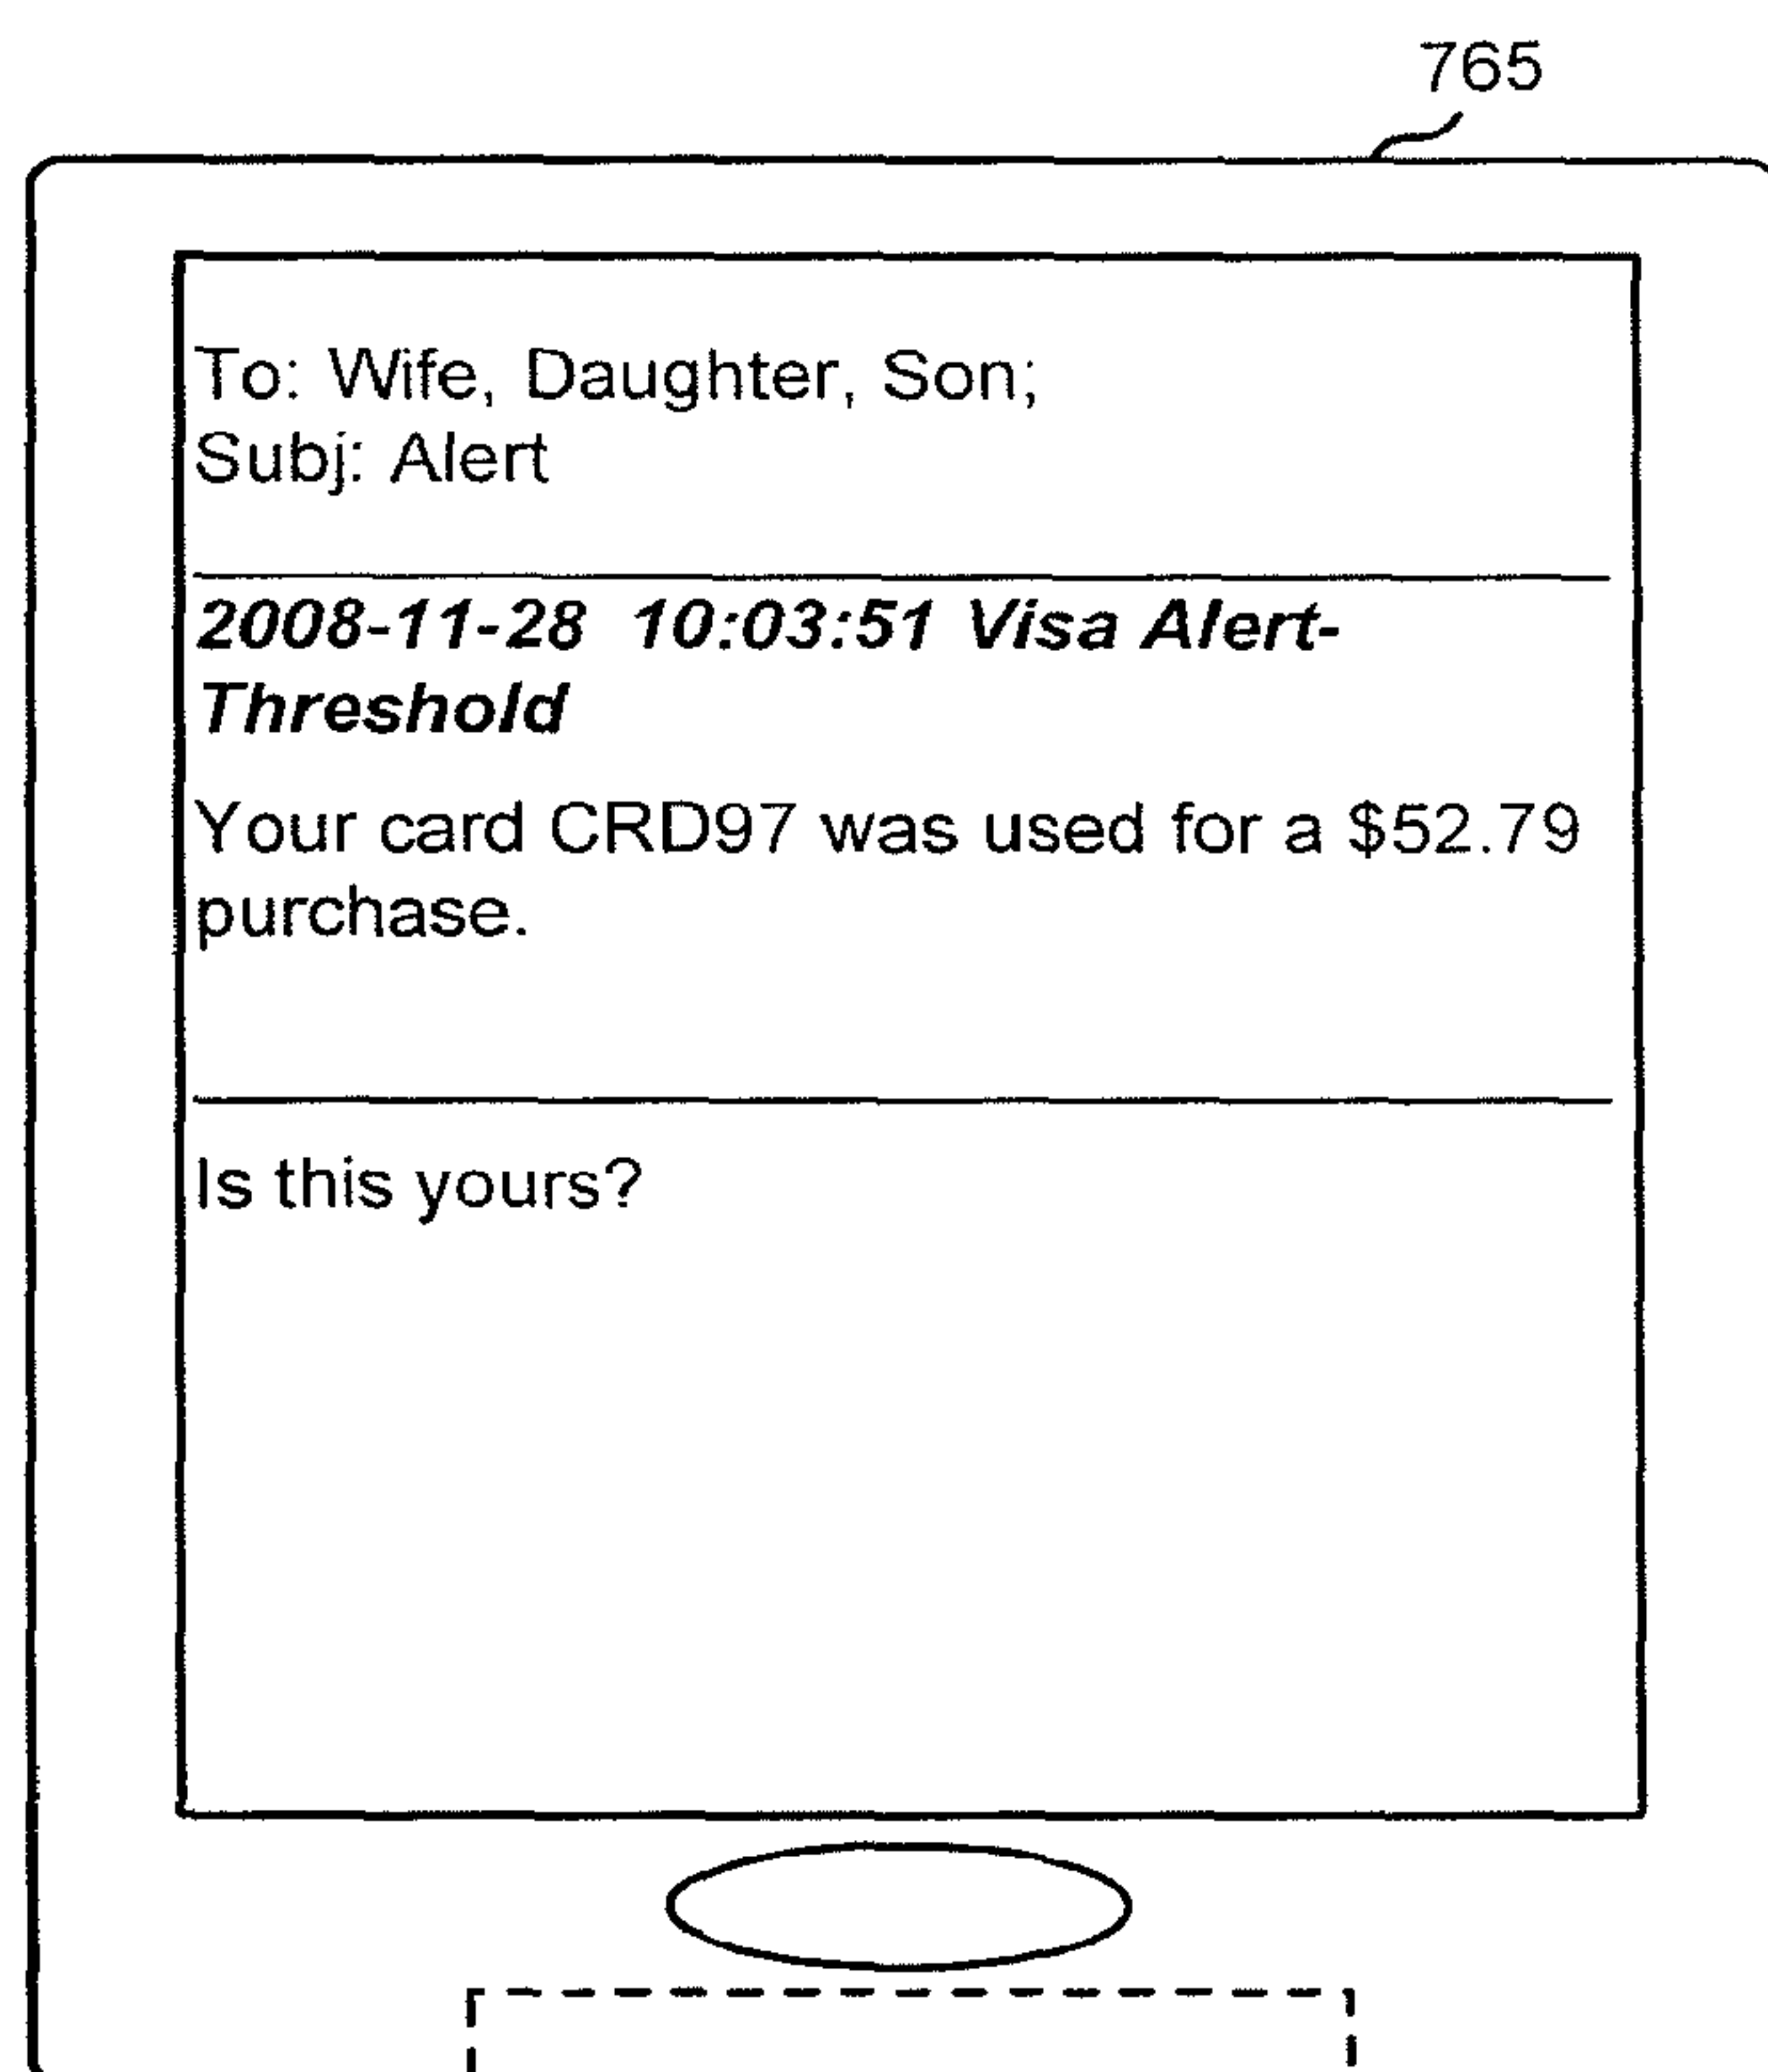 765
To: Wife, Daughter, Son;
Subj: Alert
2008-11-28 10:03:51 Visa Alert-
Threshold
Your card CRD97 was used for a $52.79
purchase.
Is this yours?